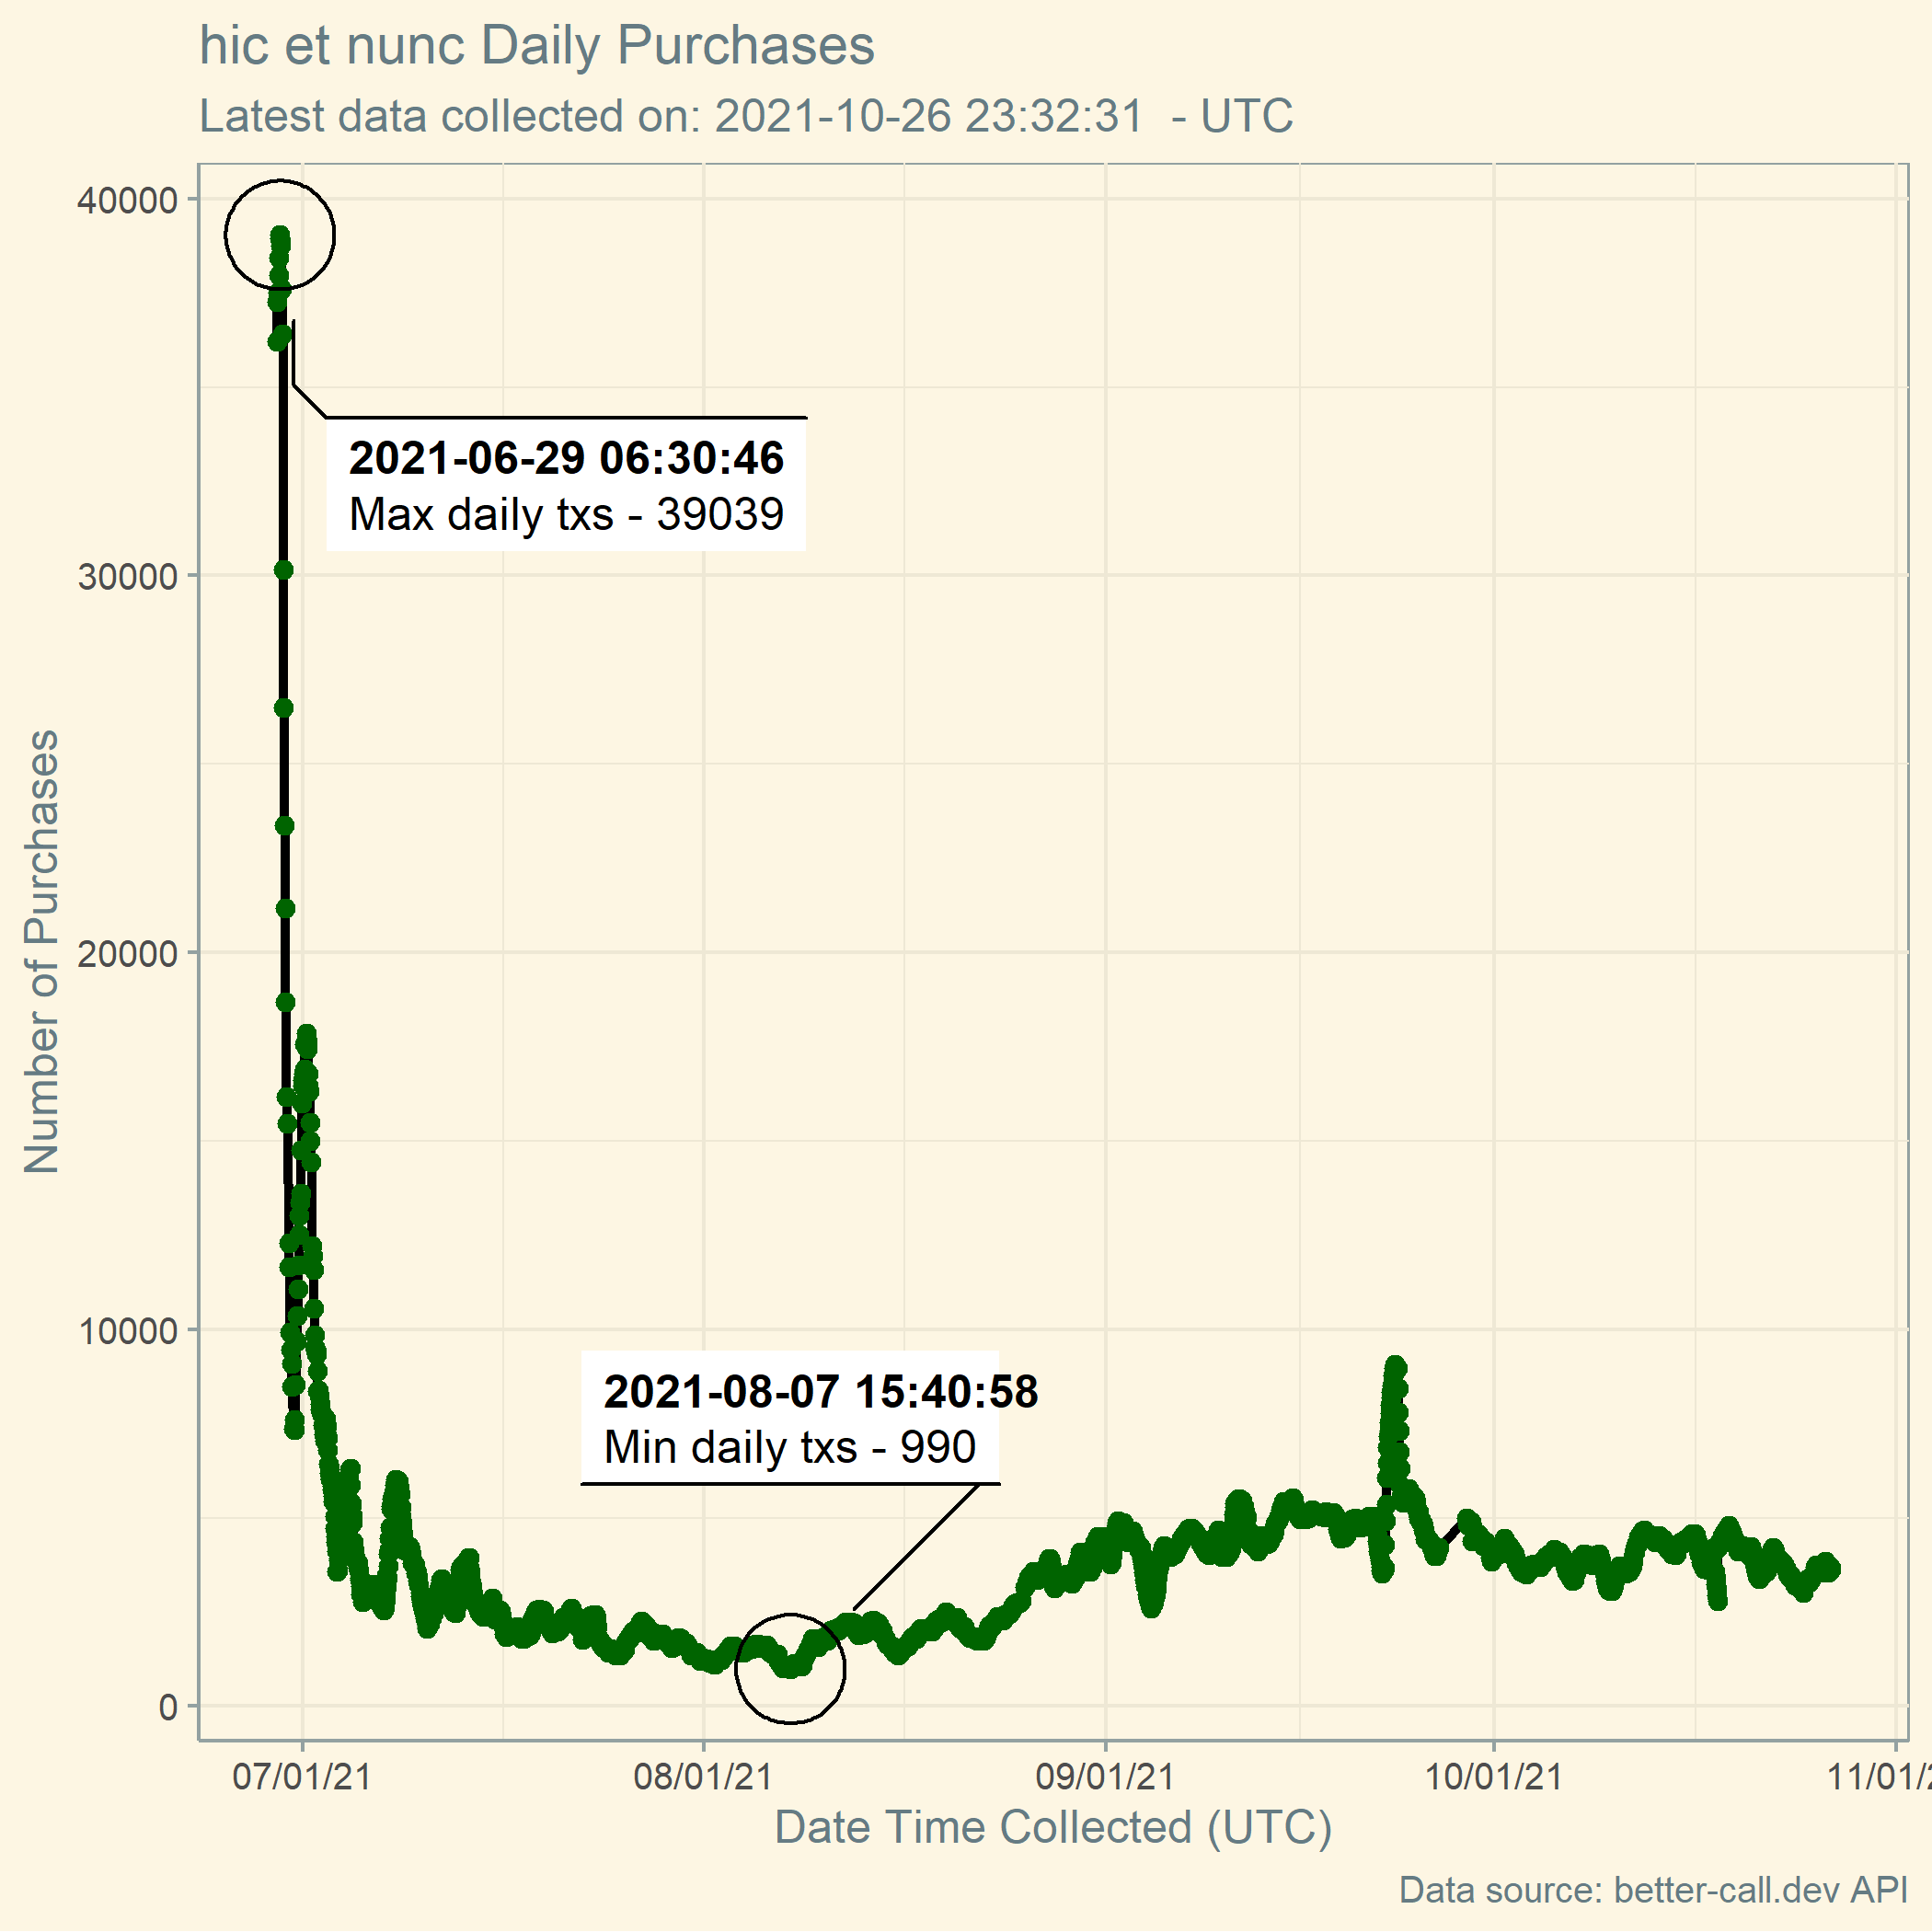 hic et nunc Daily Purchases
Latest data collected on: 2021-10-26 23:32:31 - UTC
40000
30000
20000
10000
0
Number of Purchases
2021-06-29 06:30:46
Max daily txs - 39039
2021-08-07 15:40:58
Min daily txs - 990
07/01/21
08/01/21
09/01/21
10/01/21
11/01/2
Date Time Collected (UTC)
Data source: better-call.dev API